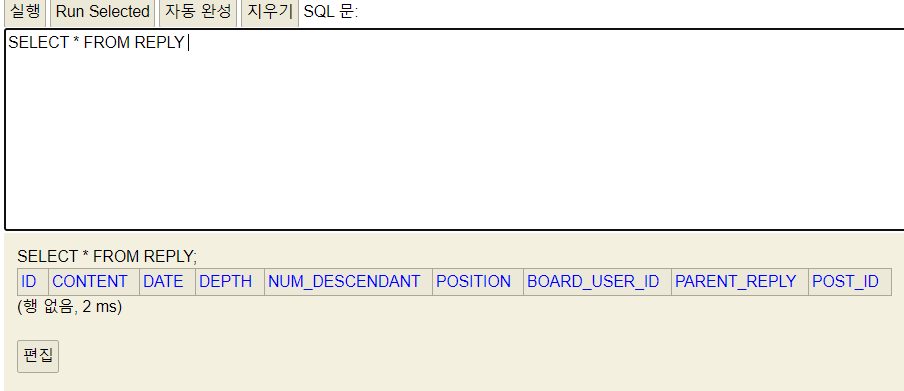 실행 Run Selected 자동 완성 지우기 SQL 문:
SELECT * FROM REPLY
SELECT * FROM REPLY;
ID CONTENT DATE DEPTH NUM_DESCENDANT POSITION BOARD_USER_ID PARENT_REPLY POST_ID
(행 없음, 2 ms)
편집